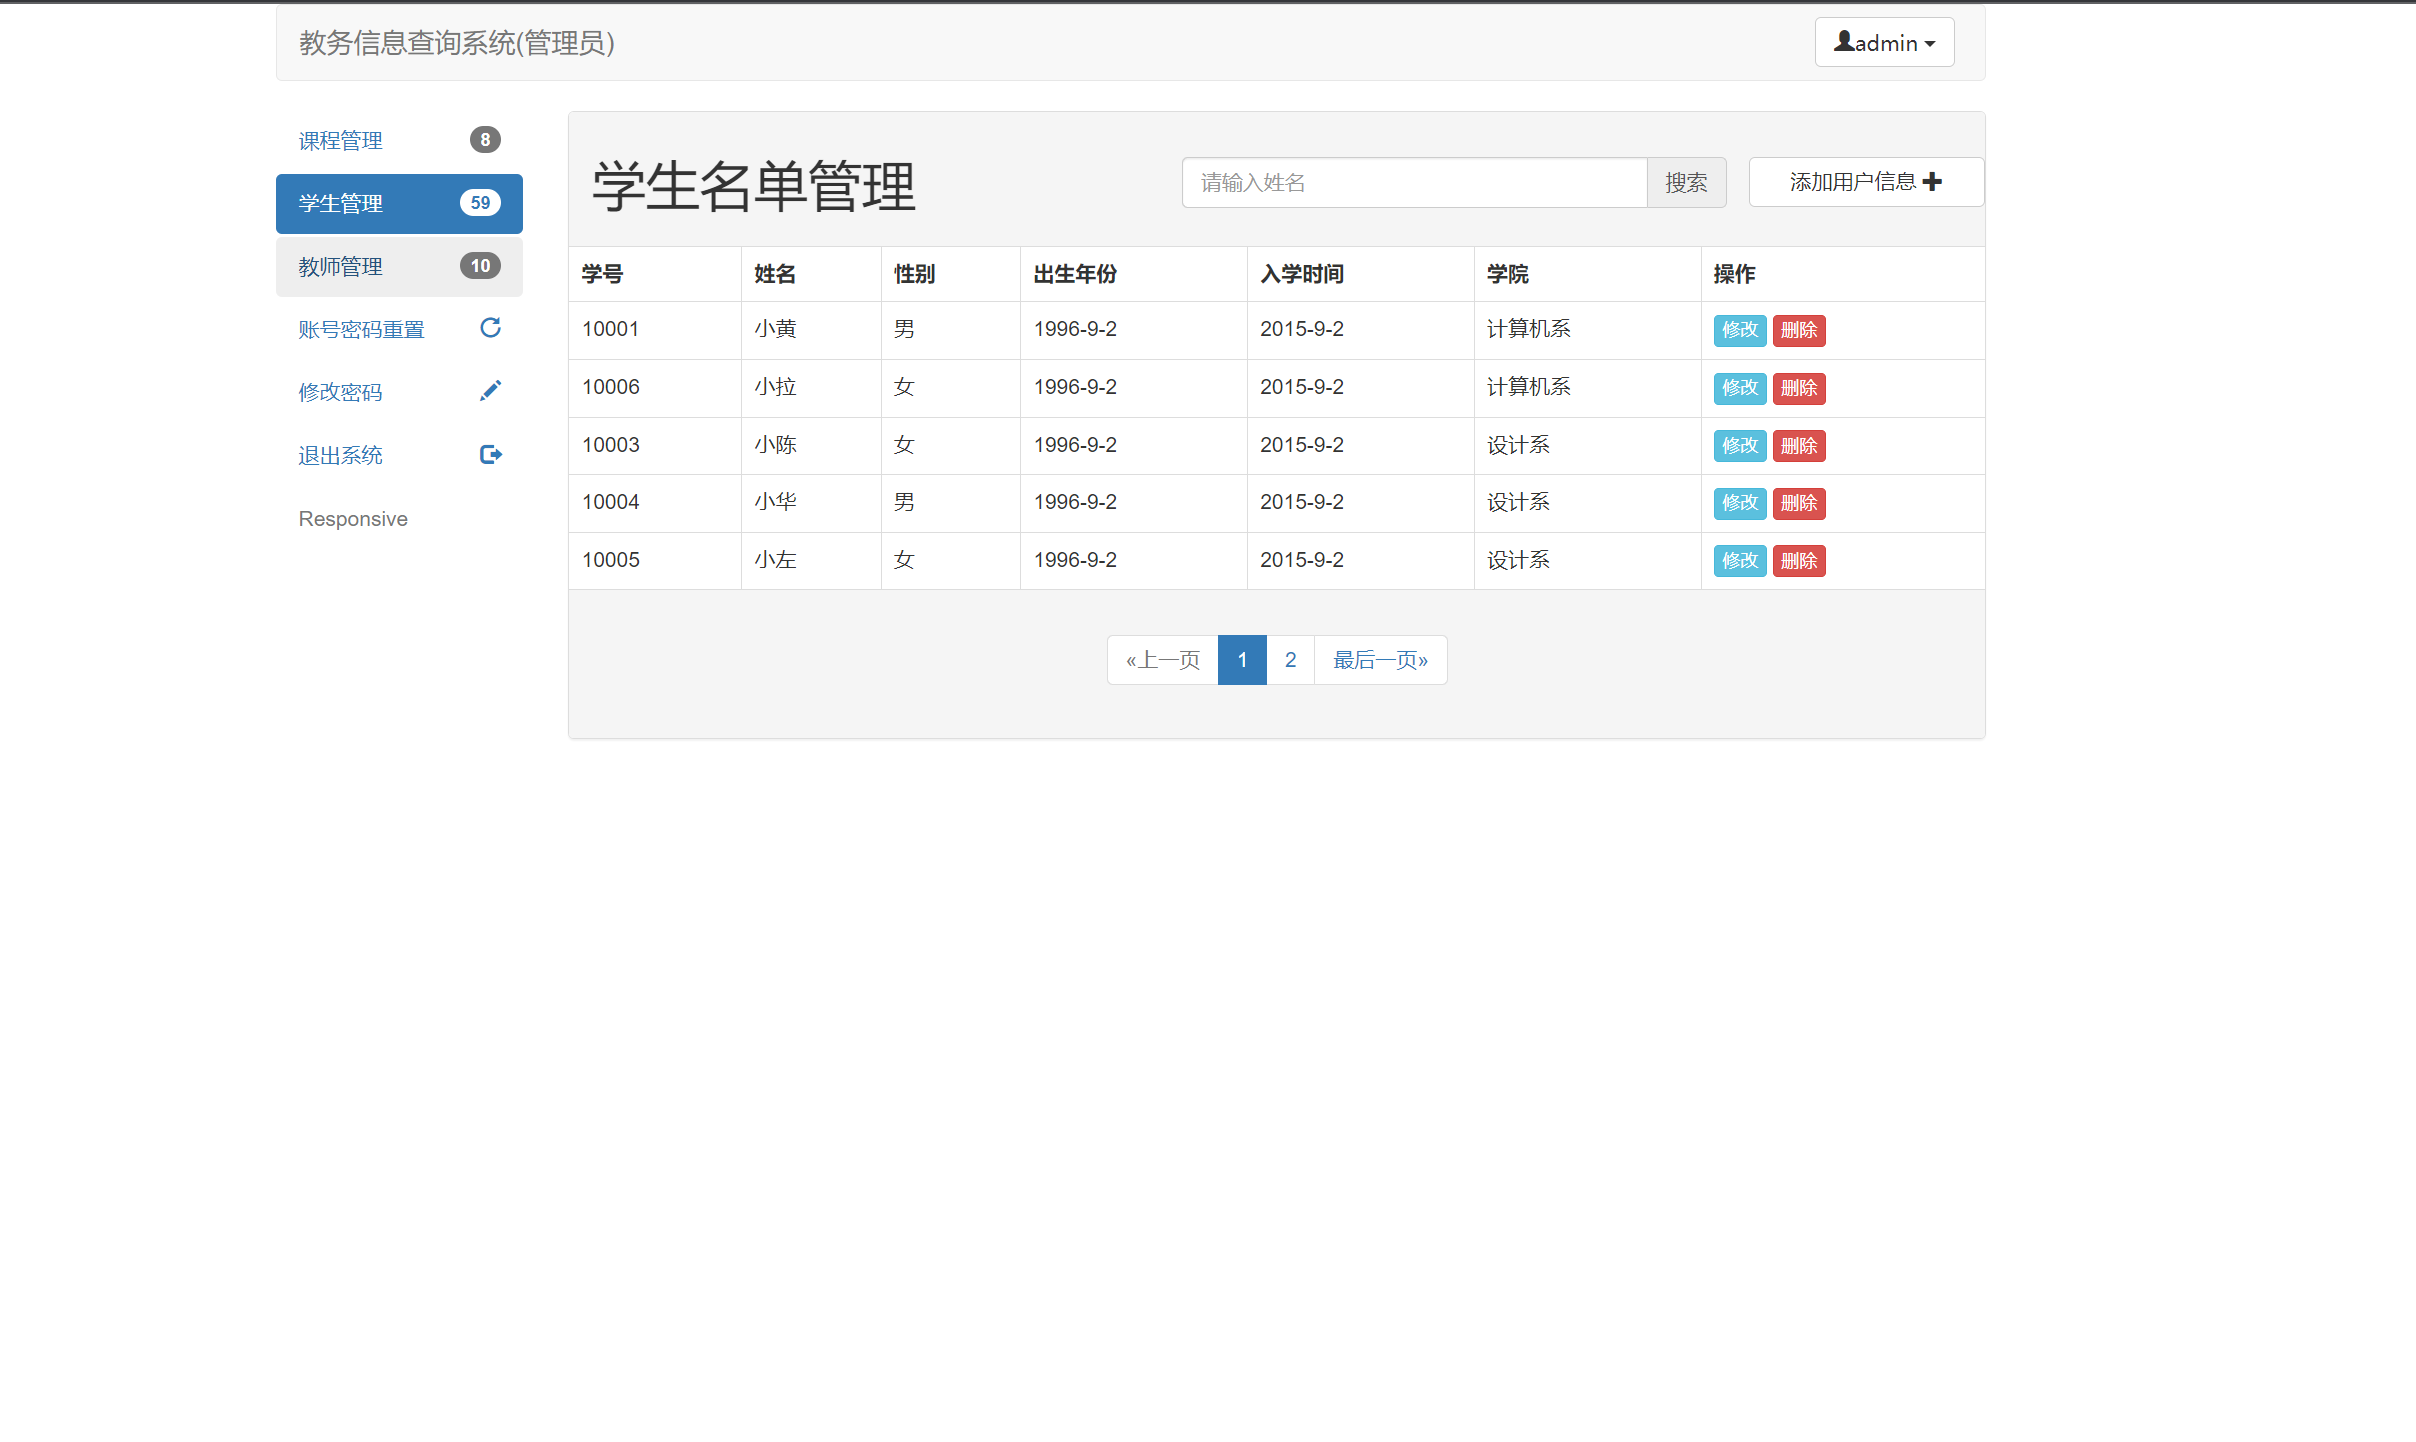 教务信息查询系统(管理员)
admin
课程管理 8
学生管理 59
教师管理 10
账号密码重置
修改密码
退出系统
Responsive
学生名单管理
请输入姓名 搜索 添加用户信息
学号 姓名 性别 出生年份 入学时间 学院 操作
10001 小黄 男 1996-9-2 2015-9-2 计算机系 修改 删除
10006 小拉 女 1996-9-2 2015-9-2 计算机系 修改 删除
10003 小陈 女 1996-9-2 2015-9-2 设计系 修改 删除
10004 小华 男 1996-9-2 2015-9-2 设计系 修改 删除
10005 小左 女 1996-9-2 2015-9-2 设计系 修改 删除
«上一页 1 2 最后一页»